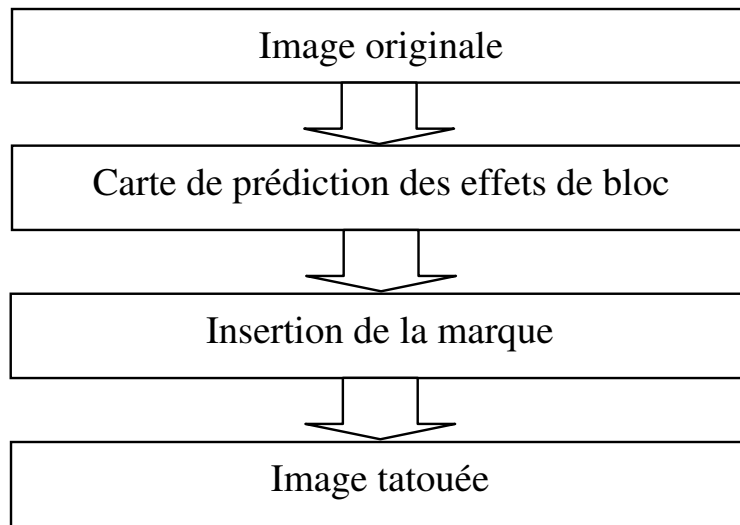 Image originale
Carte de prédiction des effets de bloc
Insertion de la marque
Image tatouée